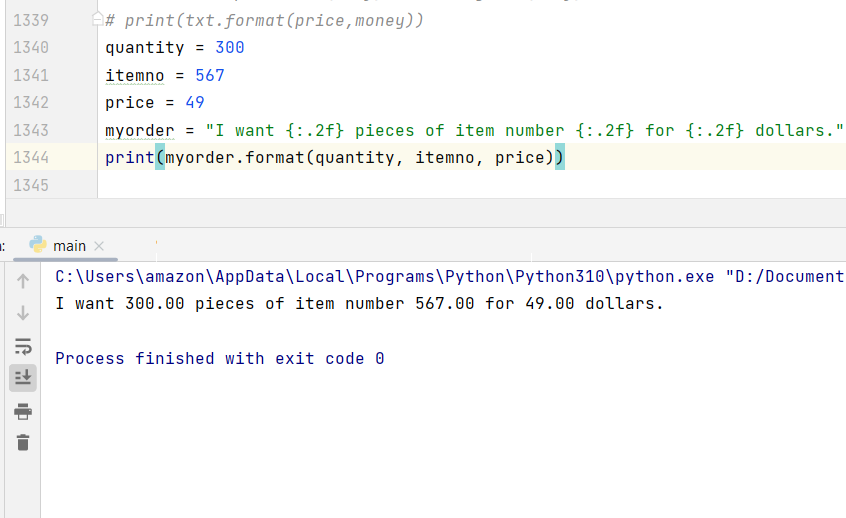 1339 # print(txt.format(price,money))
1340 quantity = 300
1341 itemno = 567
1342 price = 49
1343 myorder = "I want {:.2f} pieces of item number {:.2f} for {:.2f} dollars."
1344 print(myorder.format(quantity, itemno, price))
1345
main
C:\Users\amazon\AppData\Local\Programs\Python\Python310\python.exe "D:/Document
I want 300.00 pieces of item number 567.00 for 49.00 dollars.
Process finished with exit code 0